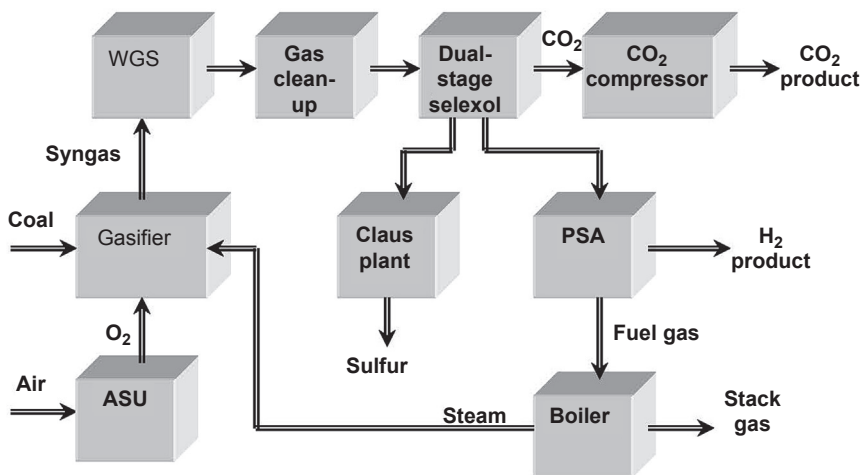 WGS
Gas
clean-
up
Dual-
stage
selexol
CO₂
CO₂
compressor
CO₂
product
Syngas
Coal
Gasifier
Claus
plant
PSA
H₂
product
O₂
Sulfur
Fuel gas
Air
ASU
Steam
Boiler
Stack
gas